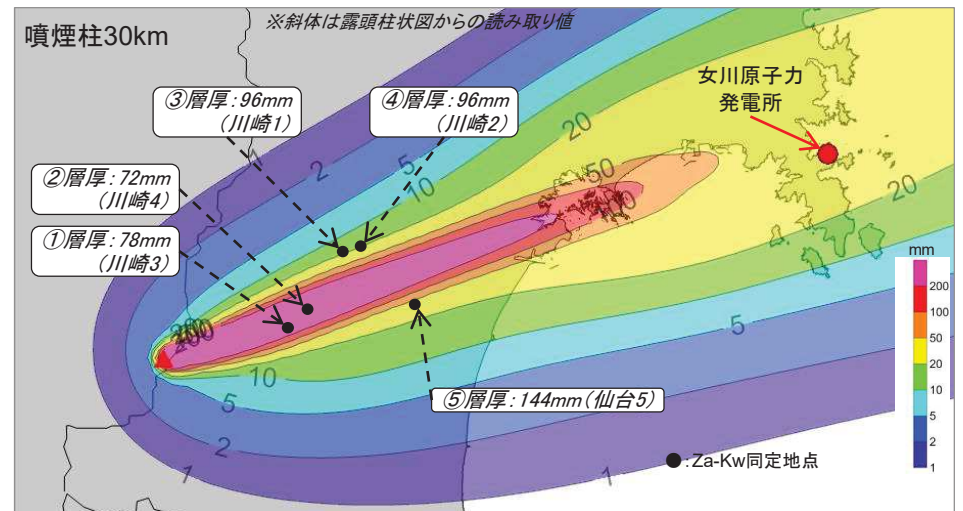 噴煙柱30km
※斜体は露頭柱状図からの読み取り値
女川原子力
発電所
③層厚：96mm
（川崎1）
④層厚：96mm
（川崎2）
②層厚：72mm
（川崎4）
①層厚：78mm
（川崎3）
⑤層厚：144mm（仙台5）
●:Za-Kw同定地点
1
2
5
10
20
50
20
10
5
2
1
5
1
mm
200
100
50
20
10
5
2
1